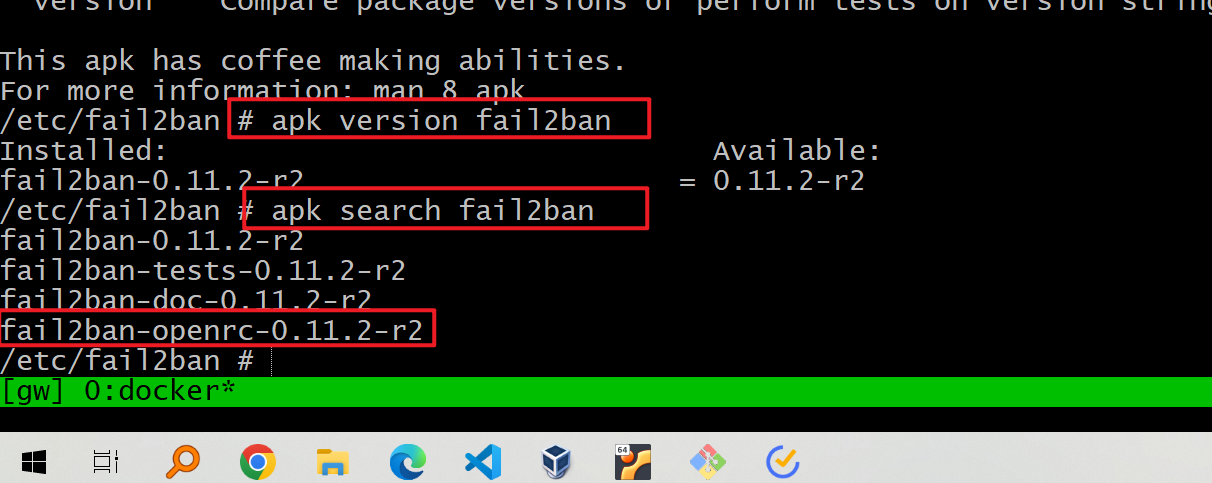 version    Compare package versions or perform tests on version string
This apk has coffee making abilities.
For more information: man 8 apk
/etc/fail2ban # apk version fail2ban
Installed:                                Available:
fail2ban-0.11.2-r2                      = 0.11.2-r2
/etc/fail2ban # apk search fail2ban
fail2ban-0.11.2-r2
fail2ban-tests-0.11.2-r2
fail2ban-doc-0.11.2-r2
fail2ban-openrc-0.11.2-r2
/etc/fail2ban #
[gw] 0:docker*
64